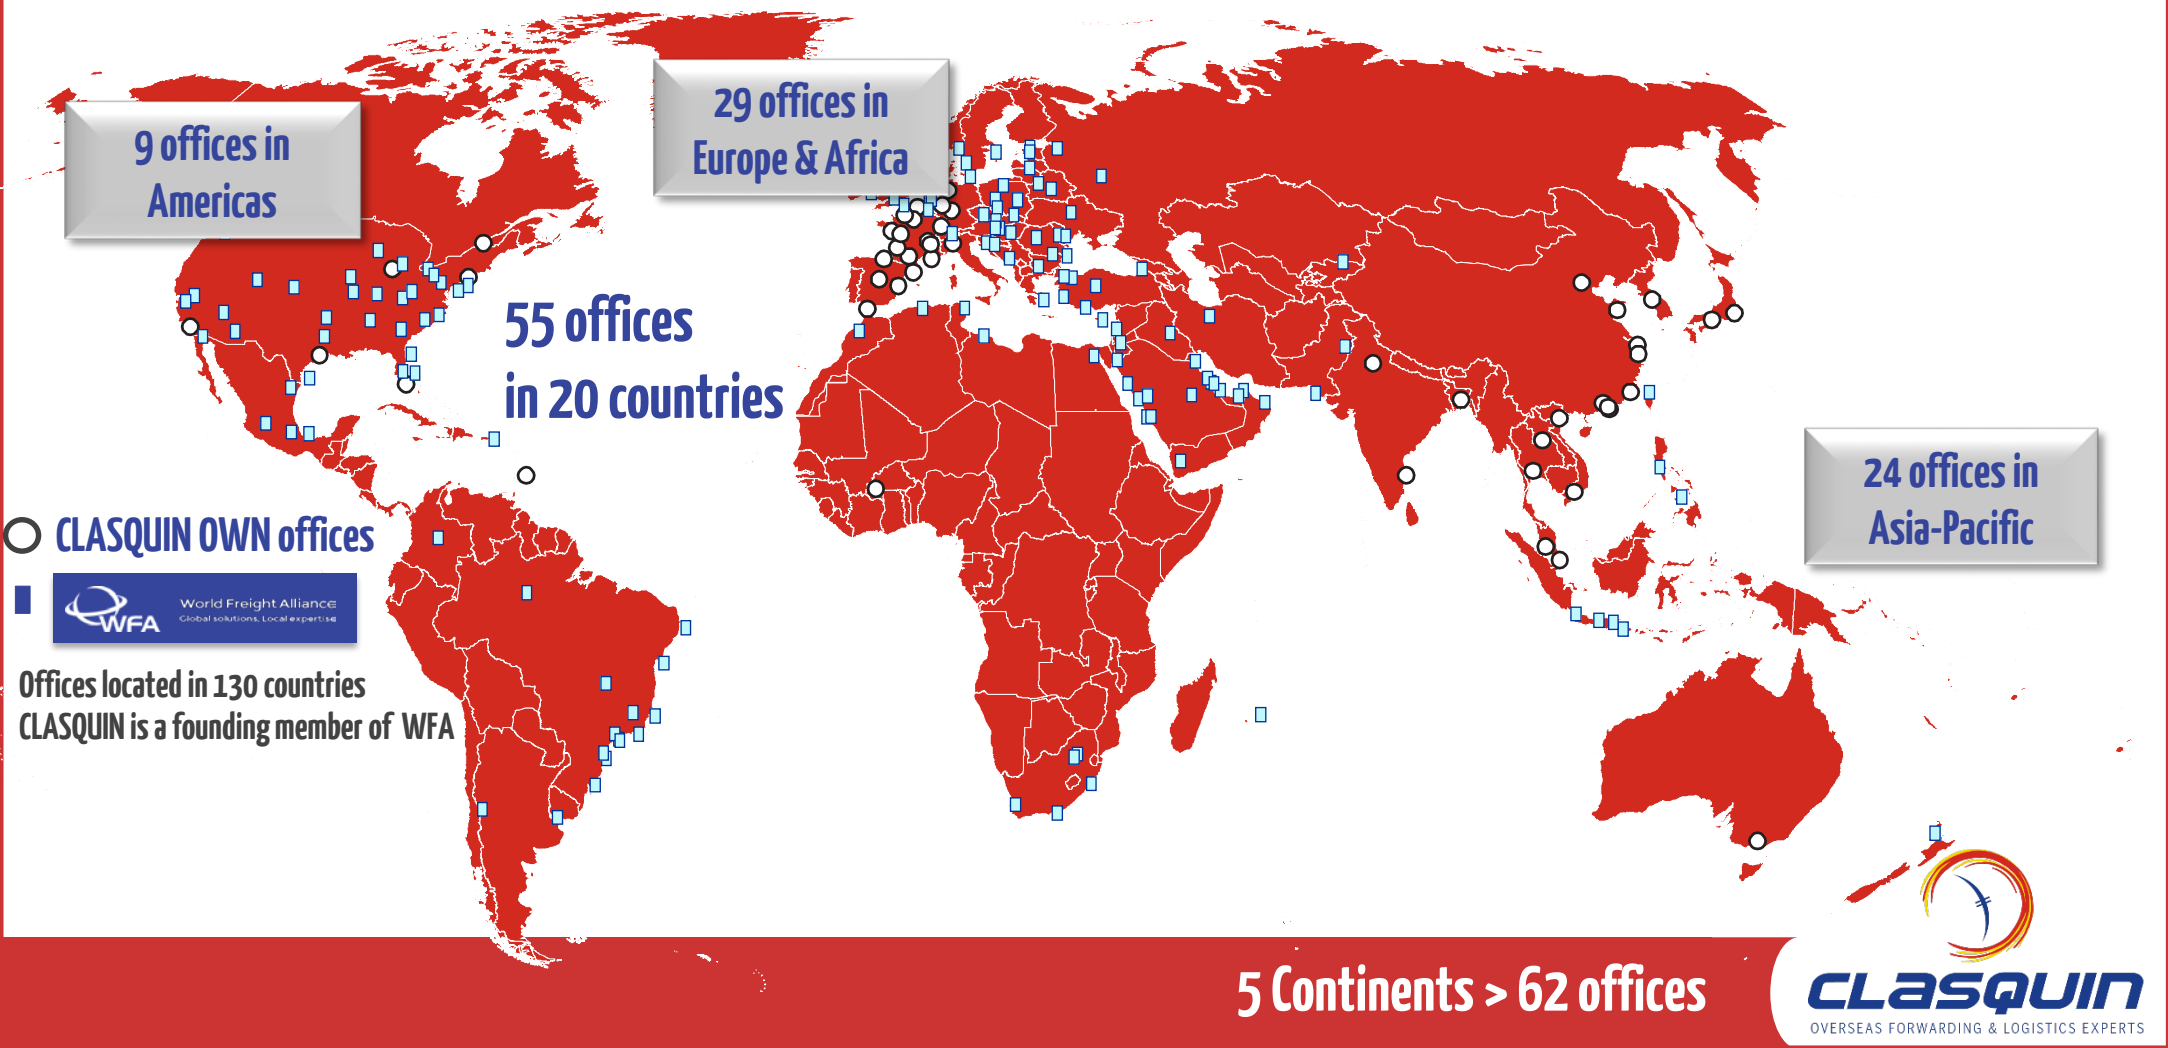 9 offices in
Americas
29 offices in
Europe & Africa
55 offices
in 20 countries
24 offices in
Asia-Pacific
CLASQUIN OWN offices
WFA
World Freight Alliance
Global solutions, Local expertise
Offices located in 130 countries
CLASQUIN is a founding member of WFA
5 Continents > 62 offices
CLASQUIN
OVERSEAS FORWARDING & LOGISTICS EXPERTS